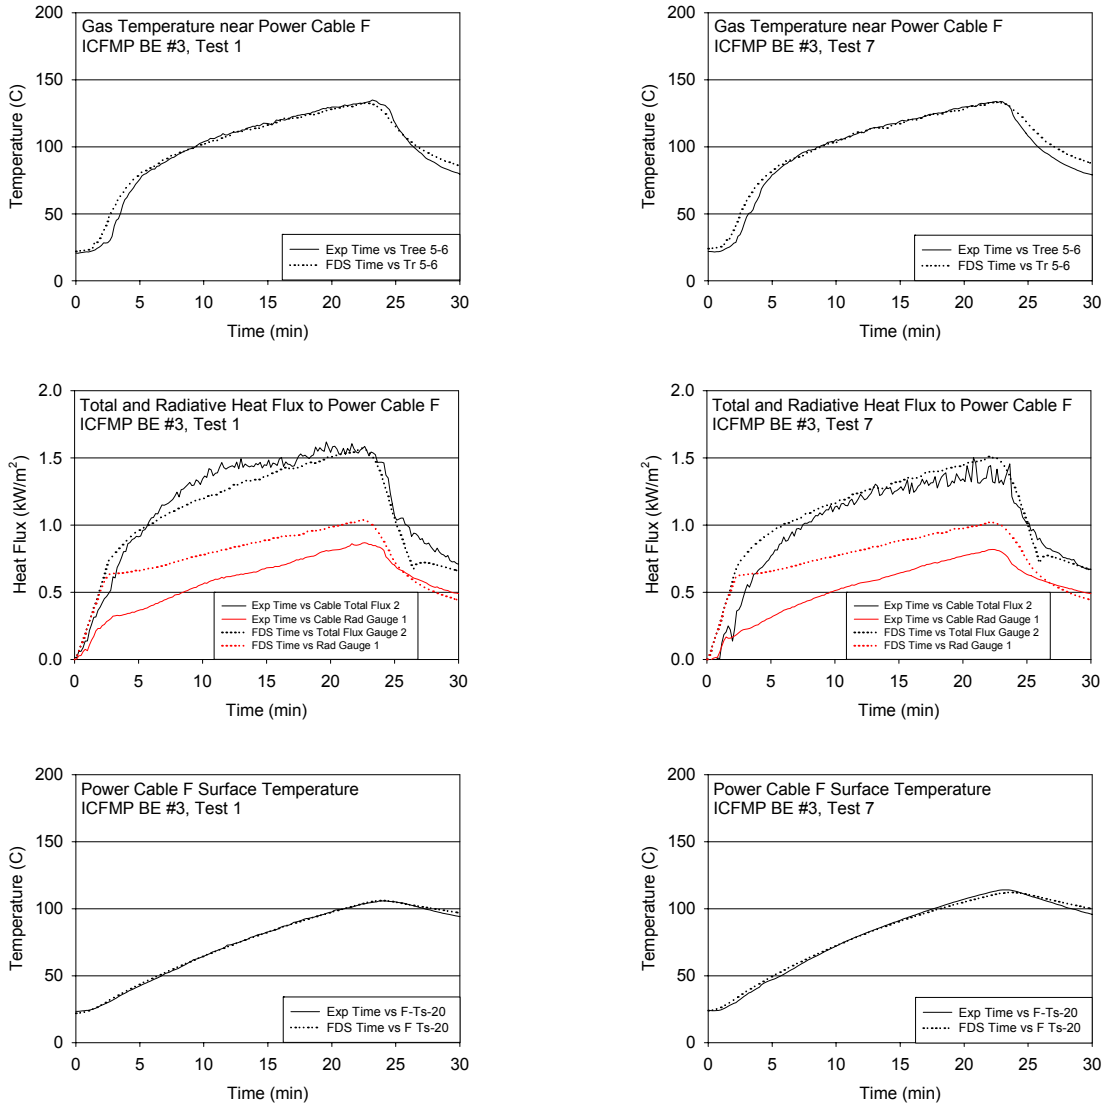 Gas Temperature near Power Cable F
ICFMP BE #3, Test 1
200
150
100
50
0
Temperature (C)
Exp Time vs Tree 5-6
FDS Time vs Tr 5-6
0 5 10 15 20 25 30
Time (min)
Gas Temperature near Power Cable F
ICFMP BE #3, Test 7
200
150
100
50
0
Temperature (C)
Exp Time vs Tree 5-6
FDS Time vs Tr 5-6
0 5 10 15 20 25 30
Time (min)
Total and Radiative Heat Flux to Power Cable F
ICFMP BE #3, Test 1
2.0
1.5
1.0
0.5
0.0
Heat Flux (kW/m²)
Exp Time vs Cable Total Flux 2
Exp Time vs Cable Rad Gauge 1
FDS Time vs Total Flux Gauge 2
FDS Time vs Rad Gauge 1
0 5 10 15 20 25 30
Time (min)
Total and Radiative Heat Flux to Power Cable F
ICFMP BE #3, Test 7
2.0
1.5
1.0
0.5
0.0
Heat Flux (kW/m²)
Exp Time vs Cable Total Flux 2
Exp Time vs Cable Rad Gauge 1
FDS Time vs Total Flux Gauge 2
FDS Time vs Rad Gauge 1
0 5 10 15 20 25 30
Time (min)
Power Cable F Surface Temperature
ICFMP BE #3, Test 1
200
150
100
50
0
Temperature (C)
Exp Time vs F-Ts-20
FDS Time vs F Ts-20
0 5 10 15 20 25 30
Time (min)
Power Cable F Surface Temperature
ICFMP BE #3, Test 7
200
150
100
50
0
Temperature (C)
Exp Time vs F-Ts-20
FDS Time vs F Ts-20
0 5 10 15 20 25 30
Time (min)